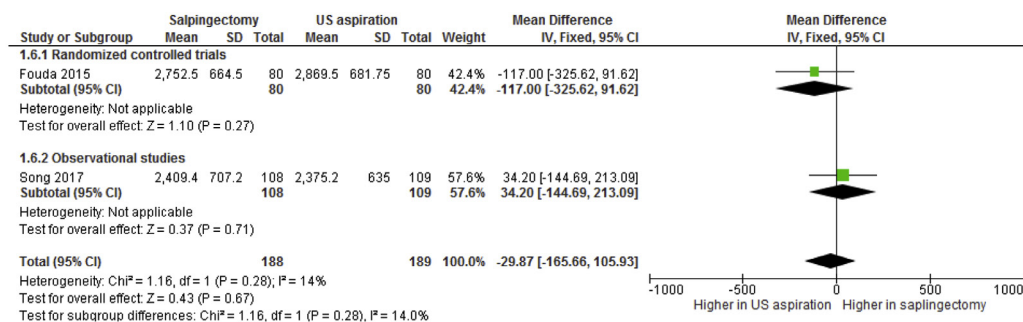 Salpingectomy US aspiration Mean Difference Mean Difference
Study or Subgroup Mean SD Total Mean SD Total Weight IV, Fixed, 95% CI IV, Fixed, 95% CI
1.6.1 Randomized controlled trials
Fouda 2015 2,752.5 664.5 80 2,869.5 681.75 80 42.4% -117.00 [-325.62, 91.62]
Subtotal (95% CI) 80 80 42.4% -117.00 [-325.62, 91.62]
Heterogeneity: Not applicable
Test for overall effect: Z = 1.10 (P = 0.27)
1.6.2 Observational studies
Song 2017 2,409.4 707.2 108 2,375.2 635 109 57.6% 34.20 [-144.69, 213.09]
Subtotal (95% CI) 108 109 57.6% 34.20 [-144.69, 213.09]
Heterogeneity: Not applicable
Test for overall effect: Z = 0.37 (P = 0.71)
Total (95% CI) 188 189 100.0% -29.87 [-165.66, 105.93]
Heterogeneity: Chi² = 1.16, df = 1 (P = 0.28); I² = 14%
Test for overall effect: Z = 0.43 (P = 0.67)
Test for subgroup differences: Chi² = 1.16, df = 1 (P = 0.28), I² = 14.0%
-1000 -500 0 500 1000
Higher in US aspiration Higher in saplingectomy